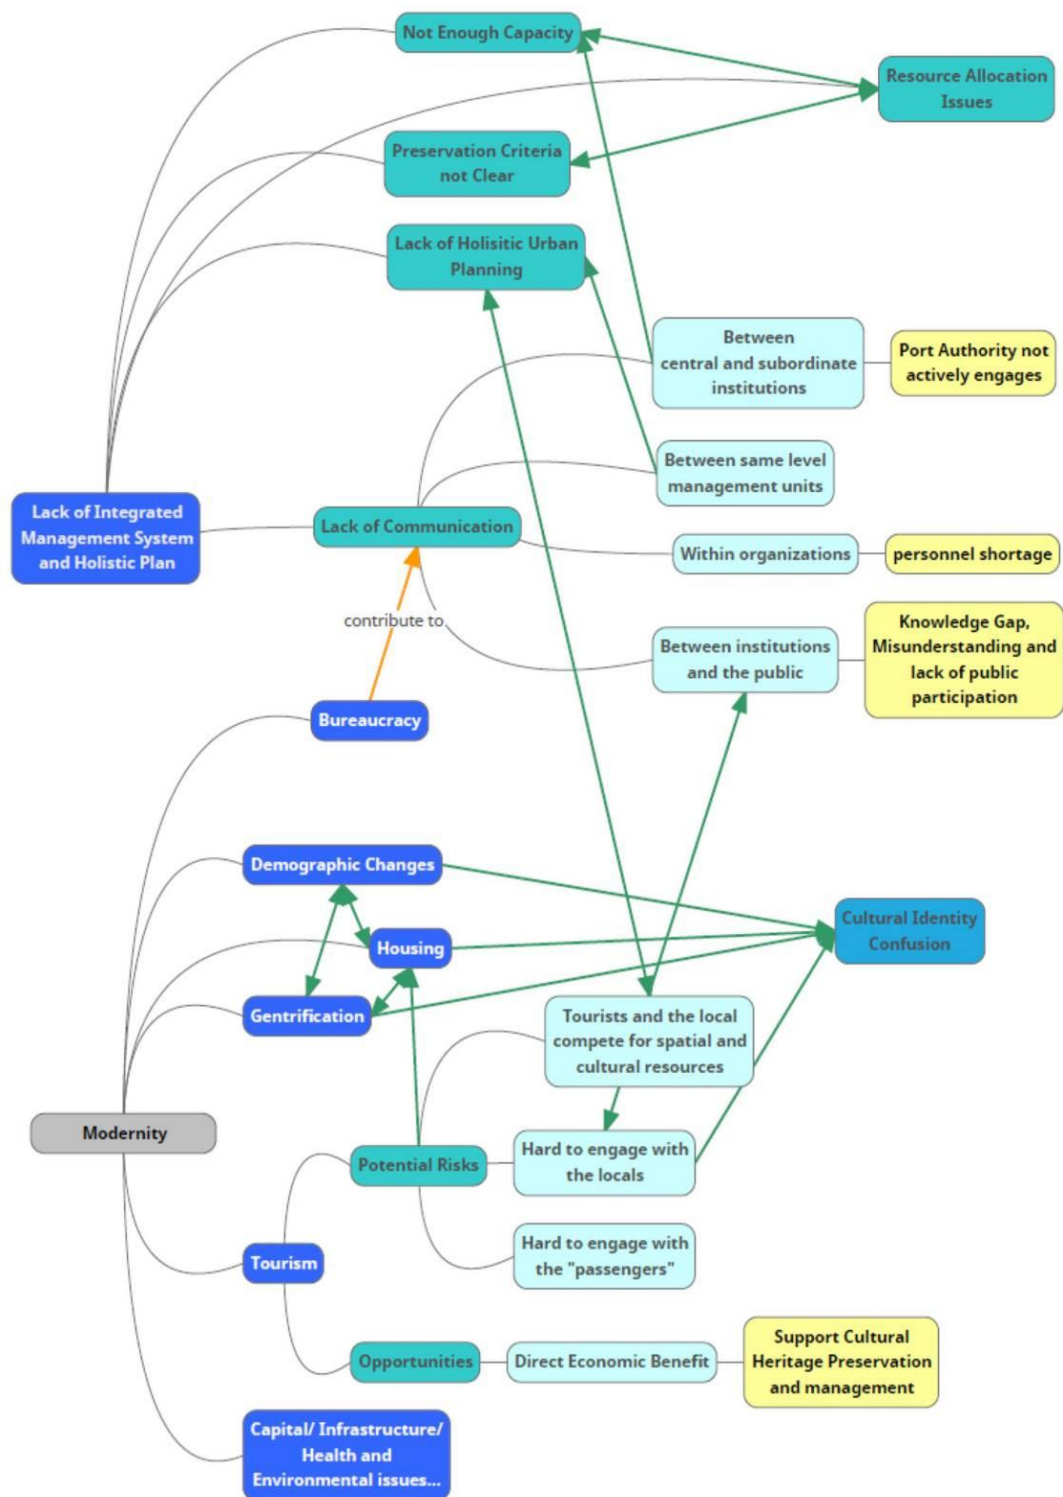 Not Enough Capacity
Resource Allocation
Issues
Preservation Criteria
not Clear
Lack of Holisitic Urban
Planning
Between
central and subordinate
institutions
Port Authority not
actively engages
Between same level
management units
Lack of Integrated
Management System
and Holistic Plan
Lack of Communication
Within organizations
personnel shortage
contribute to
Between institutions
and the public
Knowledge Gap,
Misunderstanding and
lack of public
participation
Bureaucracy
Demographic Changes
Housing
Cultural Identity
Confusion
Gentrification
Tourists and the local
compete for spatial and
cultural resources
Modernity
Potential Risks
Hard to engage with
the locals
Hard to engage with
the "passengers"
Tourism
Opportunities
Direct Economic Benefit
Support Cultural
Heritage Preservation
and management
Capital/ Infrastructure/
Health and
Environmental issues...